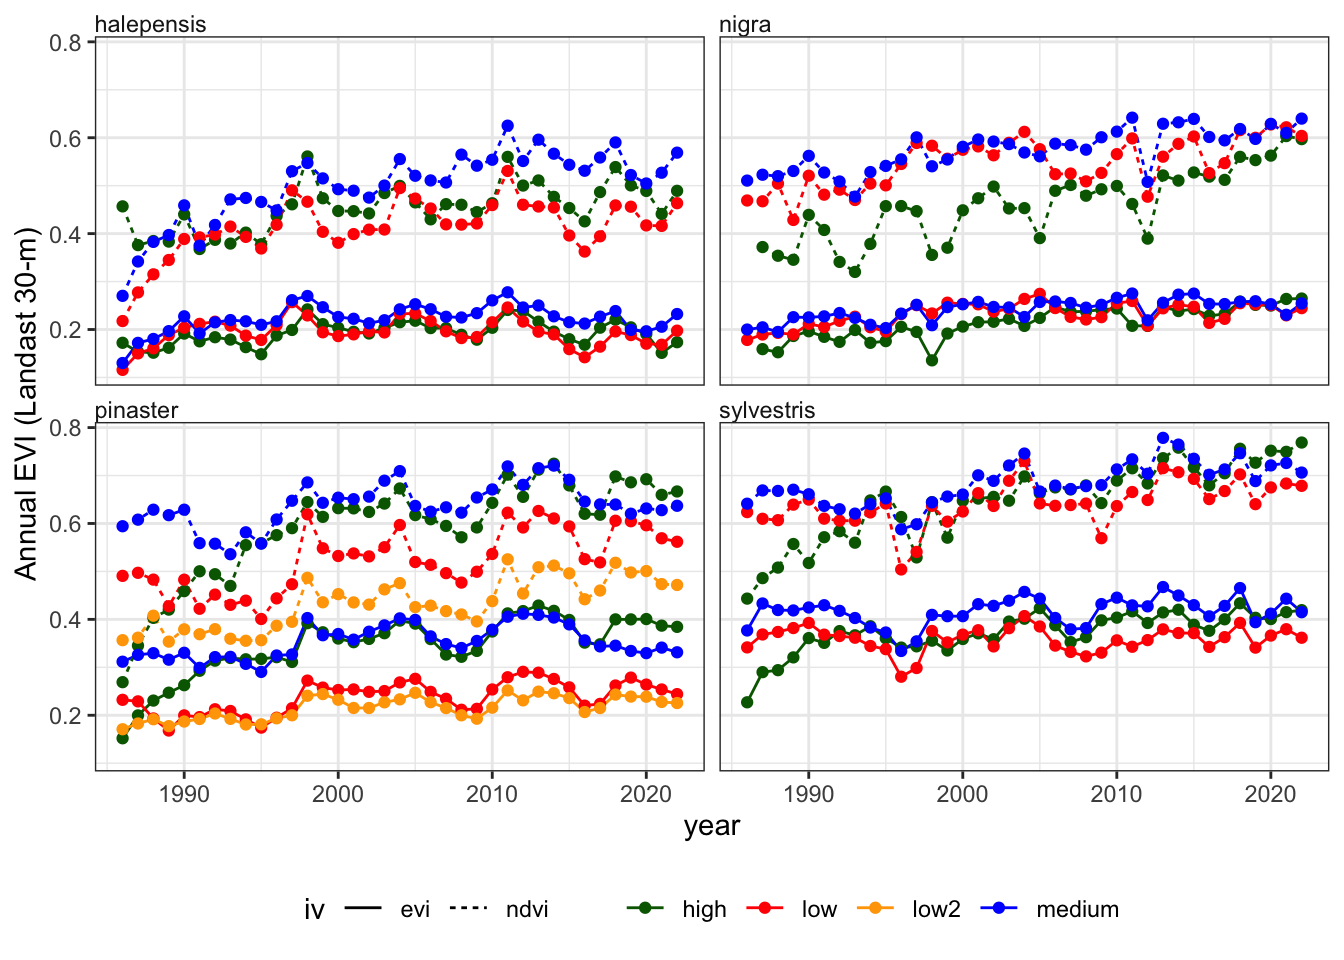 halepensis
nigra
0.8
0.6
0.4
0.2
pinaster
sylvestris
0.8
0.6
0.4
0.2
Annual EVI (Landast 30-m)
1990 2000 2010 2020 1990 2000 2010 2020
year
iv evi ndvi high low low2 medium